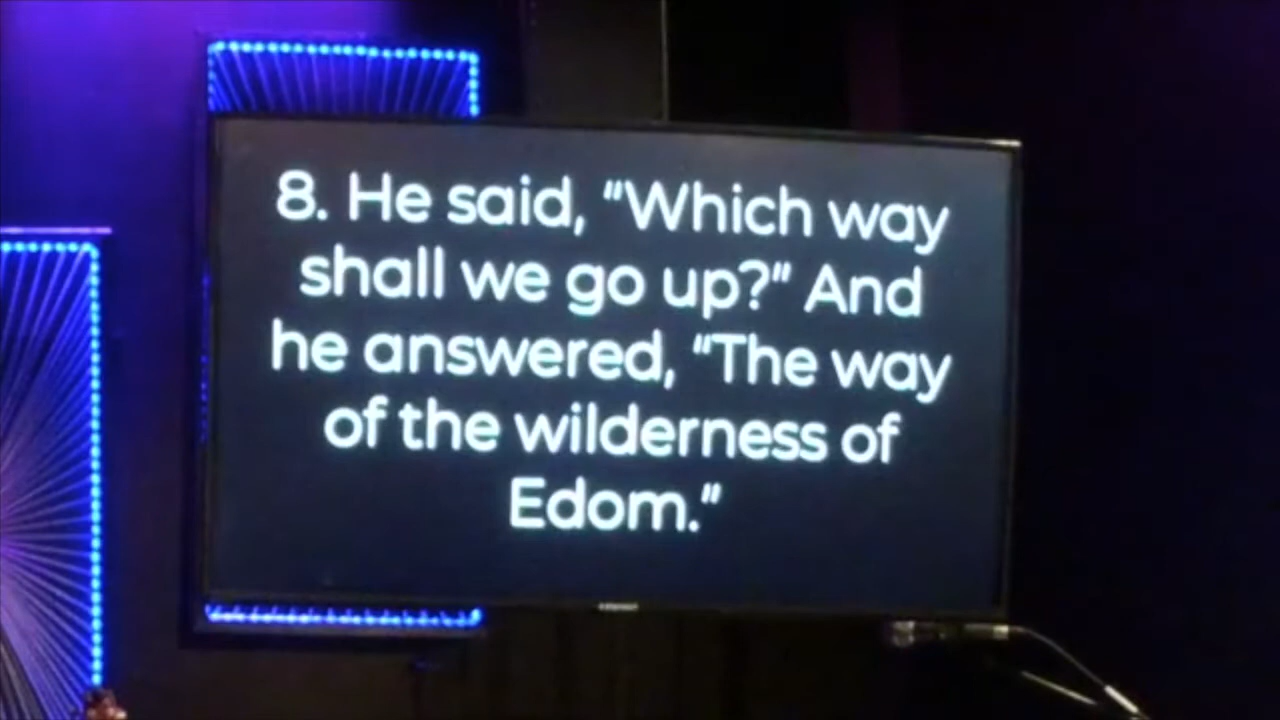 8. He said, "Which way
shall we go up?" And
he answered, "The way
of the wilderness of
Edom."